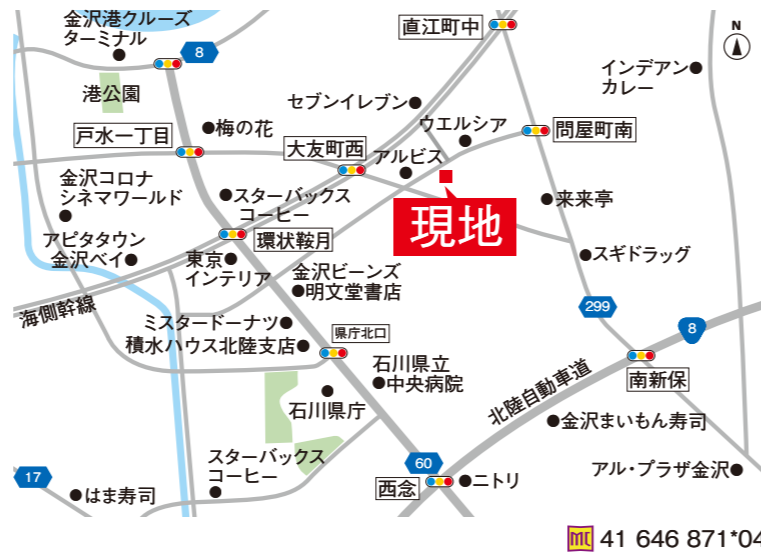 金沢港クルーズ
ターミナル
8
直江町中
N
インデアン
カレー
港公園
セブンイレブン
戸水一丁目
梅の花
ウエルシア
問屋町南
大友町西
アルビス
金沢コロナ
シネマワールド
スターバックス
コーヒー
現地
来来亭
アピタタウン
金沢ベイ
環状鞍月
東京
インテリア
スギドラッグ
金沢ビーンズ
明文堂書店
海側幹線
299
ミスタードーナツ
積水ハウス北陸支店
県庁北口
8
石川県立
中央病院
南新保
石川県庁
北陸自動車道
金沢まいもん寿司
スターバックス
コーヒー
60
17
はま寿司
西念
ニトリ
アル・プラザ金沢
MC 41 646 871*04